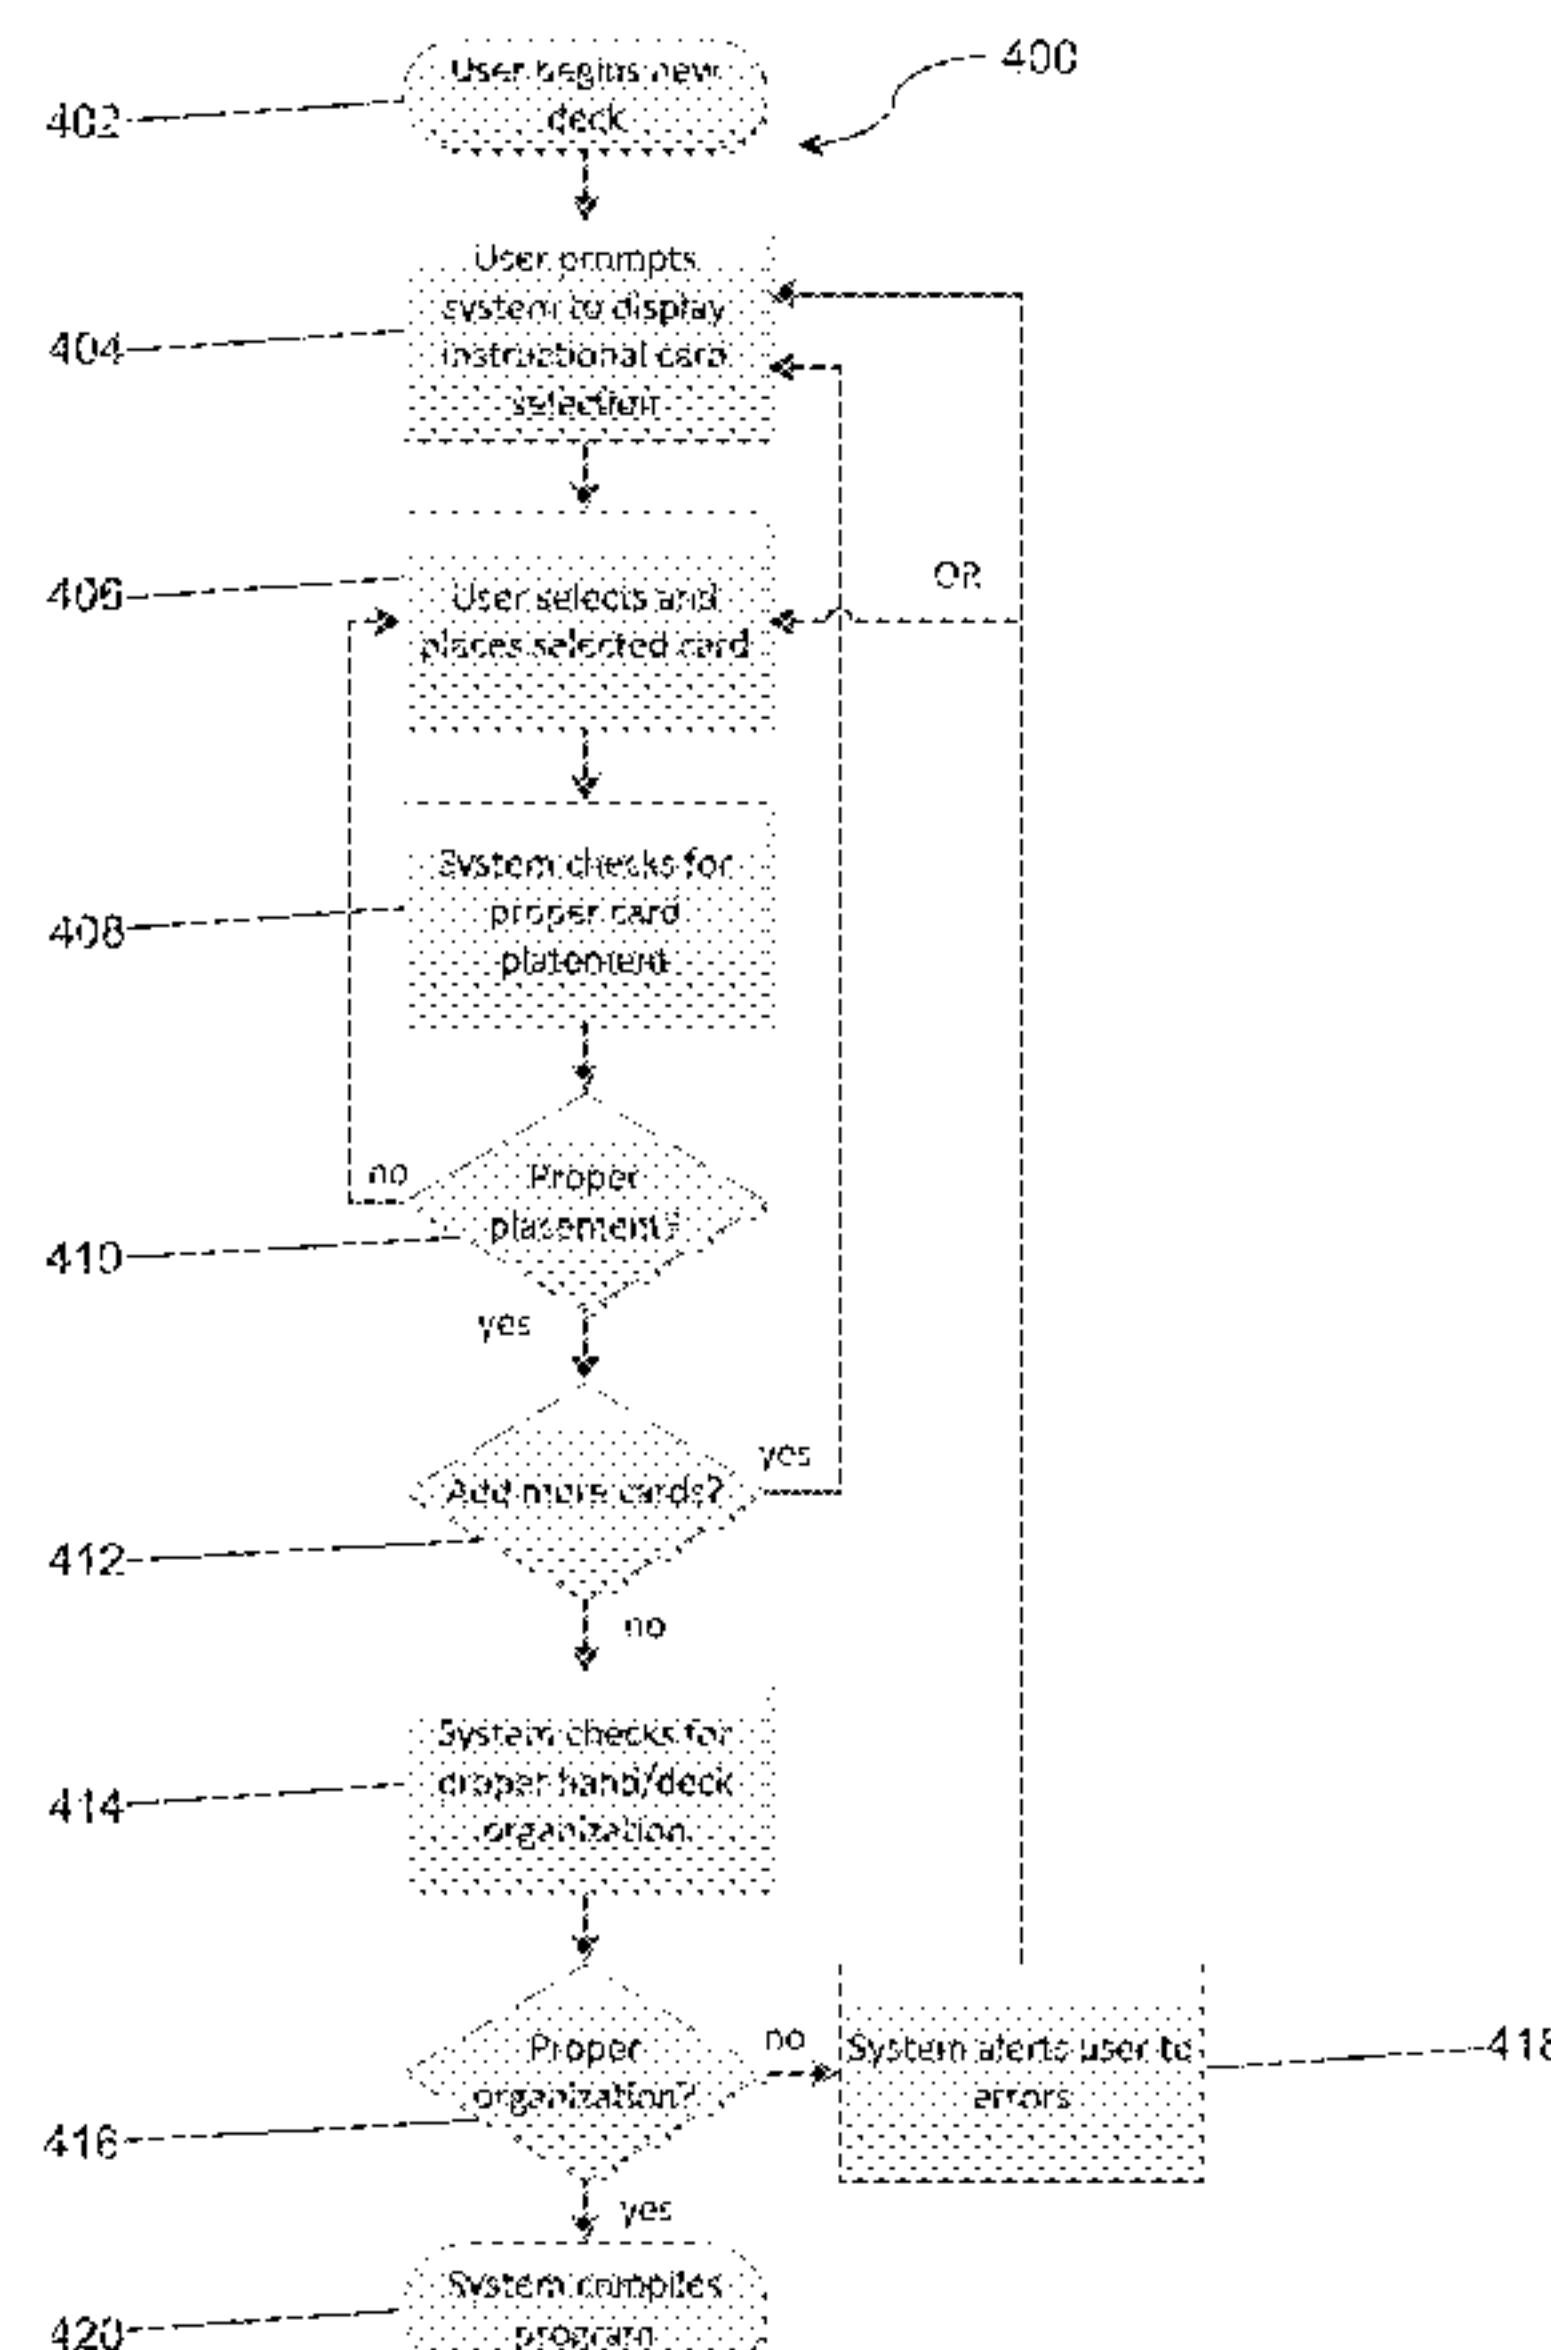 400
User begins new
deck
402
User prompts
system to display
instructional card
selection
404
OR
406
User selects and
places selected card
System checks for
proper card
placement
408
no
Proper
placement?
410
yes
yes
Add more cards?
412
no
System checks for
proper hand/deck
organization
414
Proper
organization?
no
System alerts user to
errors
418
416
yes
System compiles
program
420